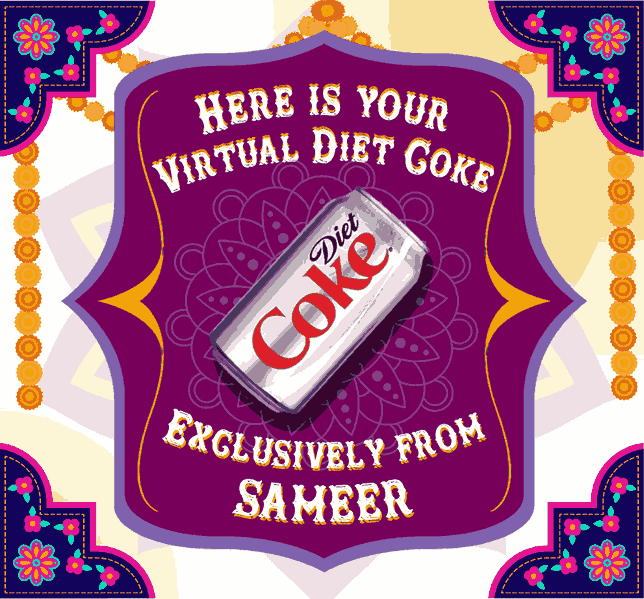 HERE IS YOUR
VIRTUAL DIET COKE
Diet
Coke
EXCLUSIVELY FROM
SAMEER